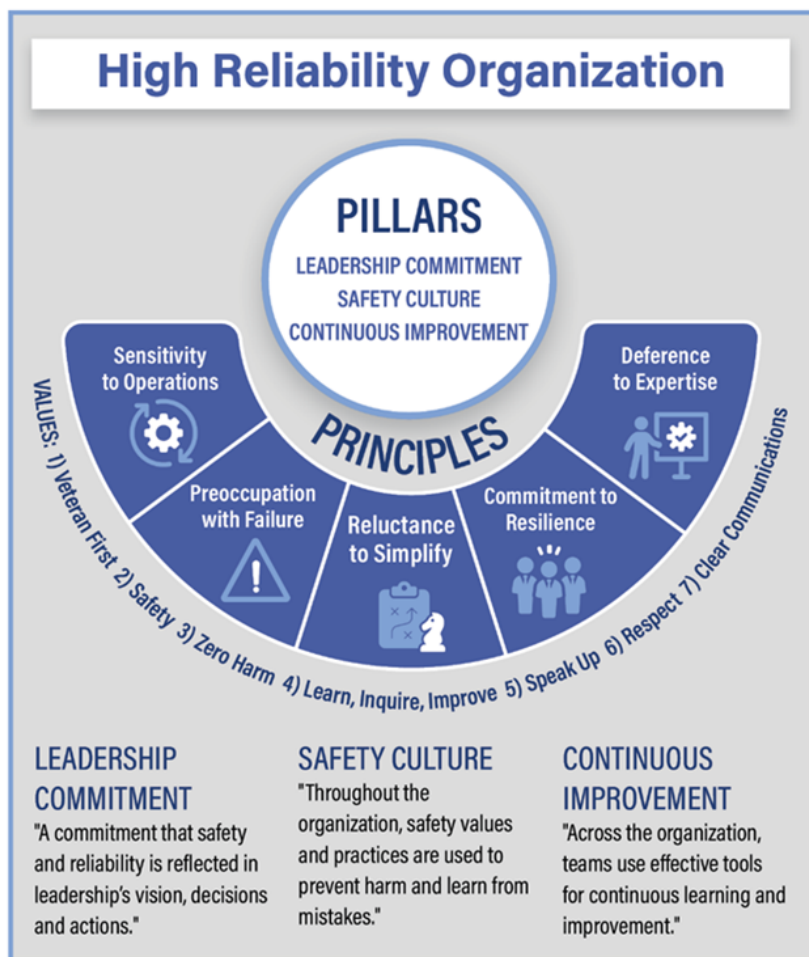 High Reliability Organization
PILLARS
LEADERSHIP COMMITMENT
SAFETY CULTURE
CONTINUOUS IMPROVEMENT
PRINCIPLES
Sensitivity
to Operations
Preoccupation
with Failure
Reluctance
to Simplify
Commitment to
Resilience
Deference
to Expertise
VALUES: 1) Veteran First 2) Safety 3) Zero Harm 4) Learn, Inquire, Improve 5) Speak Up 6) Respect 7) Clear Communications
LEADERSHIP
COMMITMENT
"A commitment that safety
and reliability is reflected in
leadership's vision, decisions
and actions."
SAFETY CULTURE
"Throughout the
organization, safety values
and practices are used to
prevent harm and learn from
mistakes."
CONTINUOUS
IMPROVEMENT
"Across the organization,
teams use effective tools
for continuous learning and
improvement."